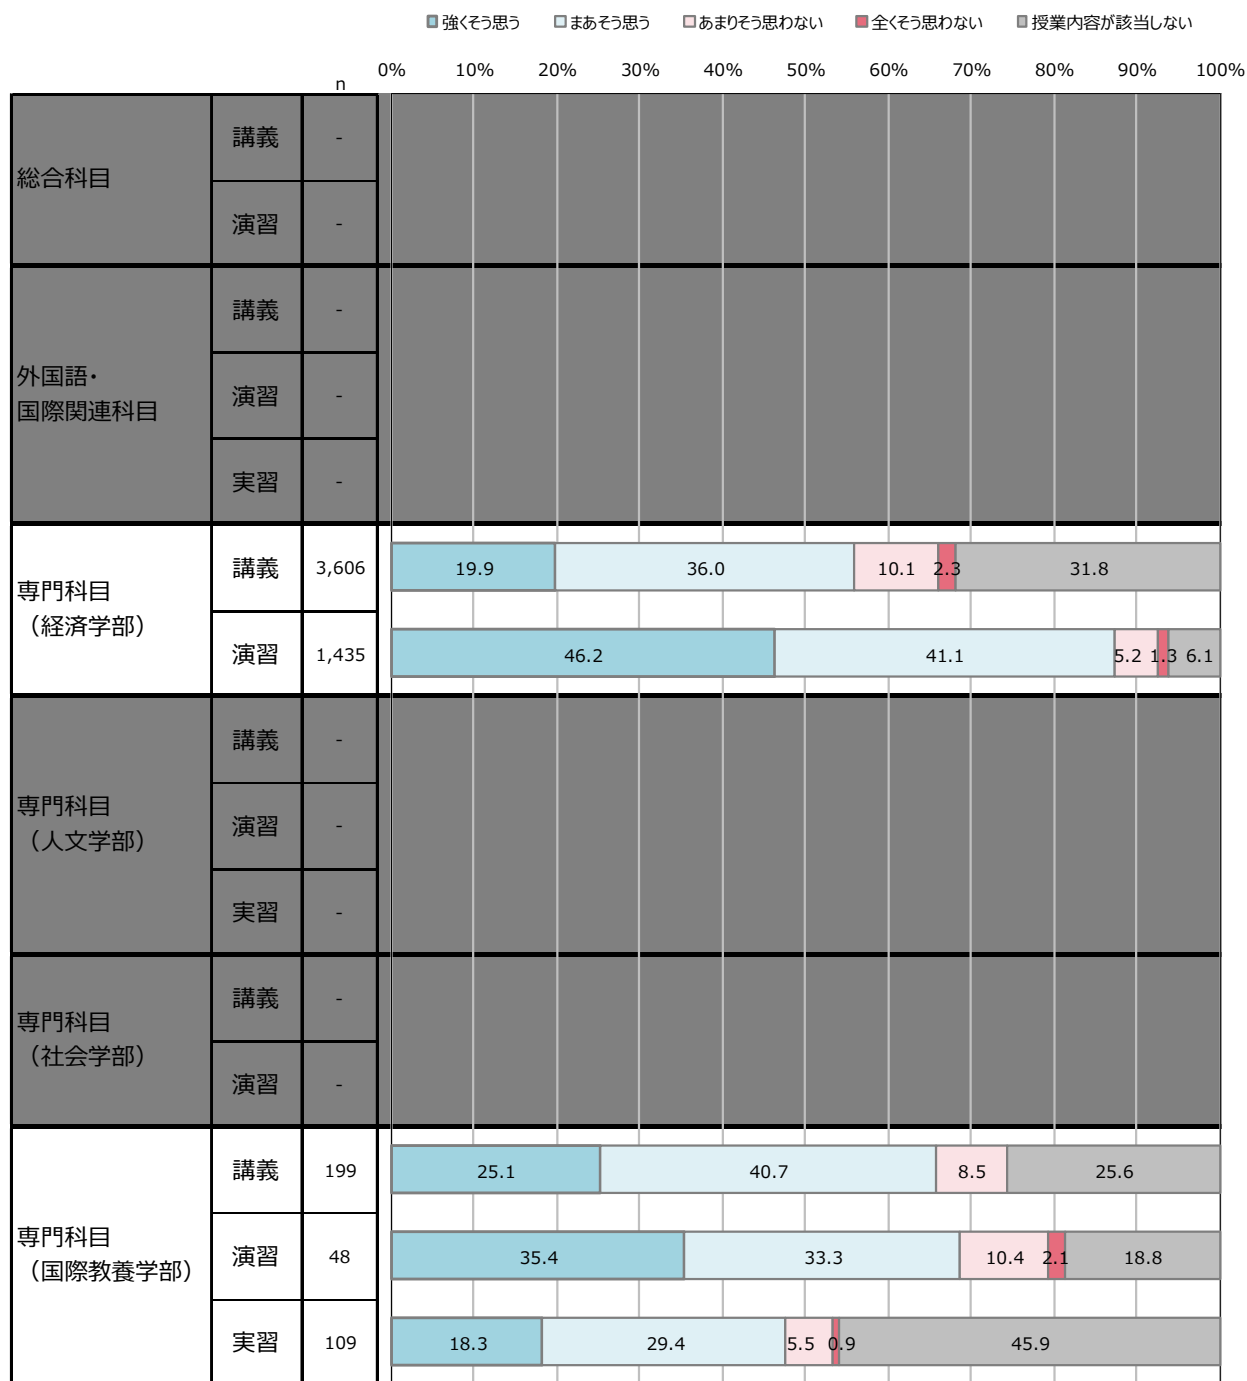 強くそう思う まあそう思う あまりそう思わない 全くそう思わない 授業内容が該当しない
0% 10% 20% 30% 40% 50% 60% 70% 80% 90% 100%
n
総合科目
講義 -
演習 -
外国語・
国際関連科目
講義 -
演習 -
実習 -
専門科目
（経済学部）
講義 3,606 19.9 36.0 10.1 2.3 31.8
演習 1,435 46.2 41.1 5.2 1.3 6.1
専門科目
（人文学部）
講義 -
演習 -
実習 -
専門科目
（社会学部）
講義 -
演習 -
専門科目
（国際教養学部）
講義 199 25.1 40.7 8.5 25.6
演習 48 35.4 33.3 10.4 2.1 18.8
実習 109 18.3 29.4 5.5 0.9 45.9